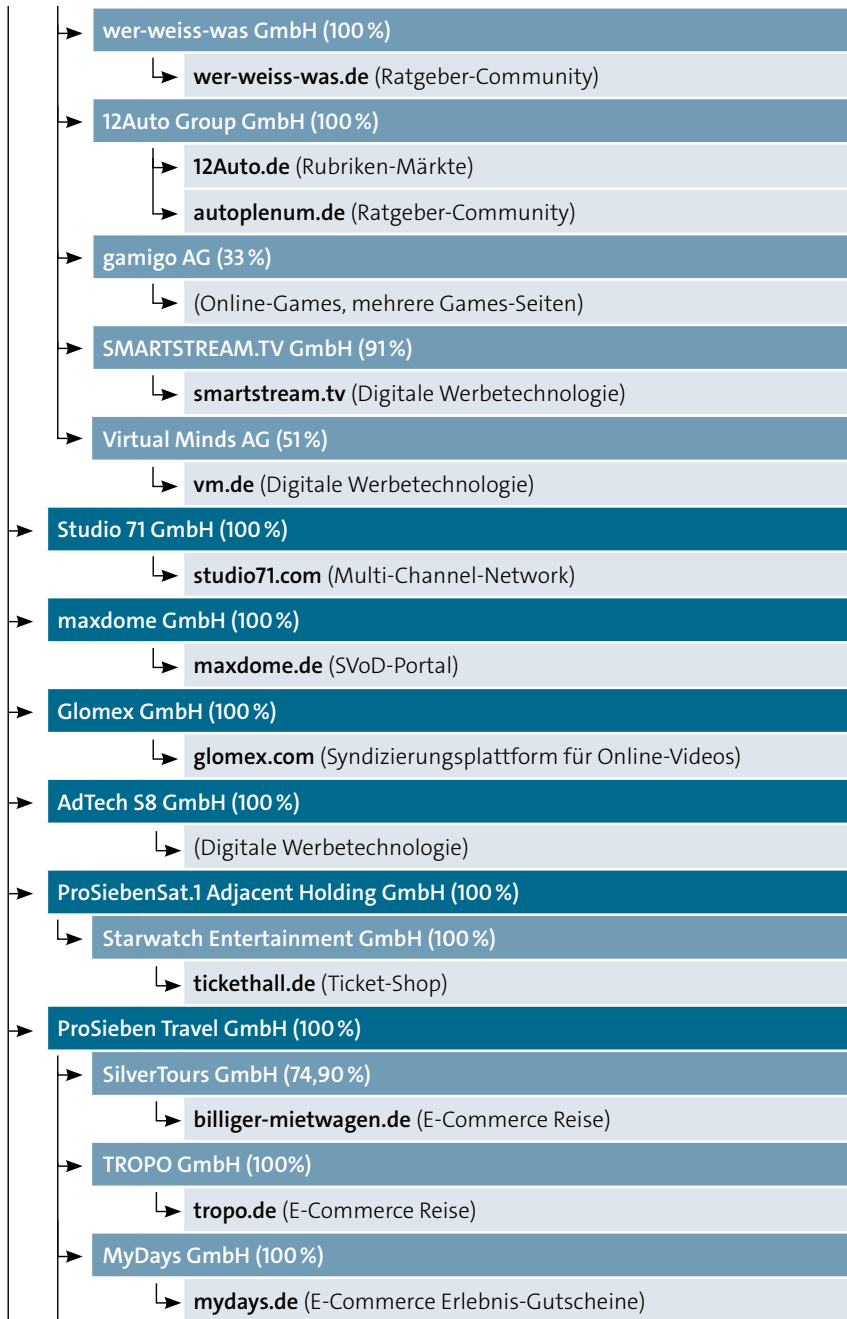 wer-weiss-was GmbH (100 %)
wer-weiss-was.de (Ratgeber-Community)
12Auto Group GmbH (100 %)
12Auto.de (Rubriken-Märkte)
autoplenum.de (Ratgeber-Community)
gamigo AG (33 %)
(Online-Games, mehrere Games-Seiten)
SMARTSTREAM.TV GmbH (91 %)
smartstream.tv (Digitale Werbetechnologie)
Virtual Minds AG (51 %)
vm.de (Digitale Werbetechnologie)
Studio 71 GmbH (100 %)
studio71.com (Multi-Channel-Network)
maxdome GmbH (100 %)
maxdome.de (SVoD-Portal)
Glomex GmbH (100 %)
glomex.com (Syndizierungsplattform für Online-Videos)
AdTech S8 GmbH (100 %)
(Digitale Werbetechnologie)
ProSiebenSat.1 Adjacent Holding GmbH (100 %)
Starwatch Entertainment GmbH (100 %)
tickethall.de (Ticket-Shop)
ProSieben Travel GmbH (100 %)
SilverTours GmbH (74,90 %)
billiger-mietwagen.de (E-Commerce Reise)
TROPO GmbH (100%)
tropo.de (E-Commerce Reise)
MyDays GmbH (100 %)
mydays.de (E-Commerce Erlebnis-Gutscheine)